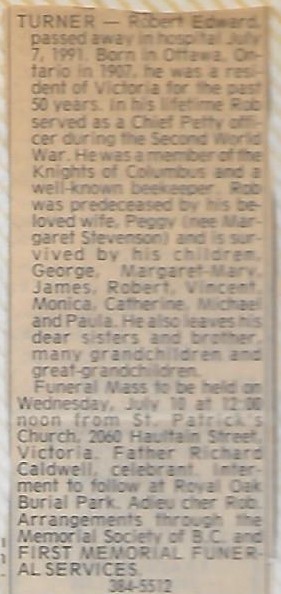 TURNER — Robert Edward,
passed away in hospital July
7, 1991. Born in Ottawa, On-
tario in 1907, he was a resi-
dent of Victoria for the past
50 years. In his lifetime Rob
served as a Chief Petty offi-
cer during the Second World
War. He was a member of the
Knights of Columbus and a
well-known beekeeper. Rob
was predeceased by his be-
loved wife, Peggy (nee Mar-
garet Stevenson) and is sur-
vived by his children,
George, Margaret-Mary,
James, Robert, Vincent,
Monica, Catherine, Michael
and Paula. He also leaves his
dear sisters and brother,
many grandchildren and
great-grandchildren.
Funeral Mass to be held on
Wednesday, July 10 at 12:00
noon from St. Patrick's
Church, 2060 Haultain Street,
Victoria. Father Richard
Caldwell, celebrant. Inter-
ment to follow at Royal Oak
Burial Park. Adieu cher Rob.
Arrangements through the
Memorial Society of B.C. and
FIRST MEMORIAL FUNER-
AL SERVICES.
384-5512